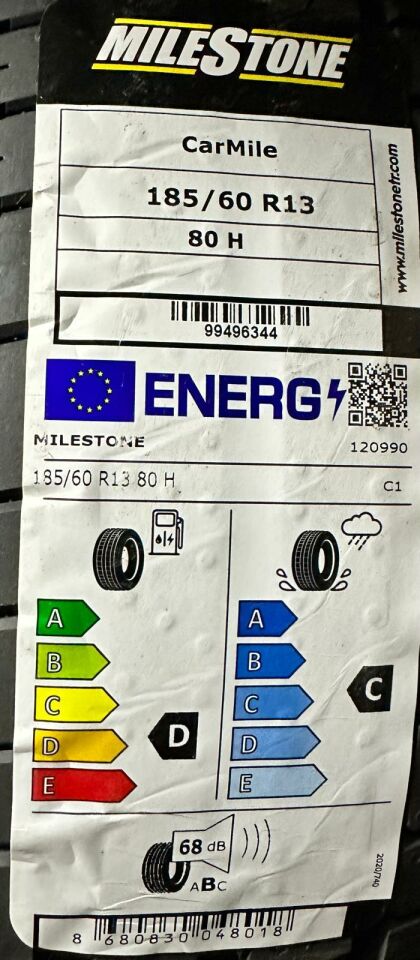 MILESTONE
CarMile
185/60 R13
80 H
www.milestonetr.com
99496344
ENERG
MILESTONE
120990
185/60 R13 80 H
C1
A
B
C
D
E
D
A
B
C
D
E
C
68 dB
ABC
2020/740
8 680830 048018